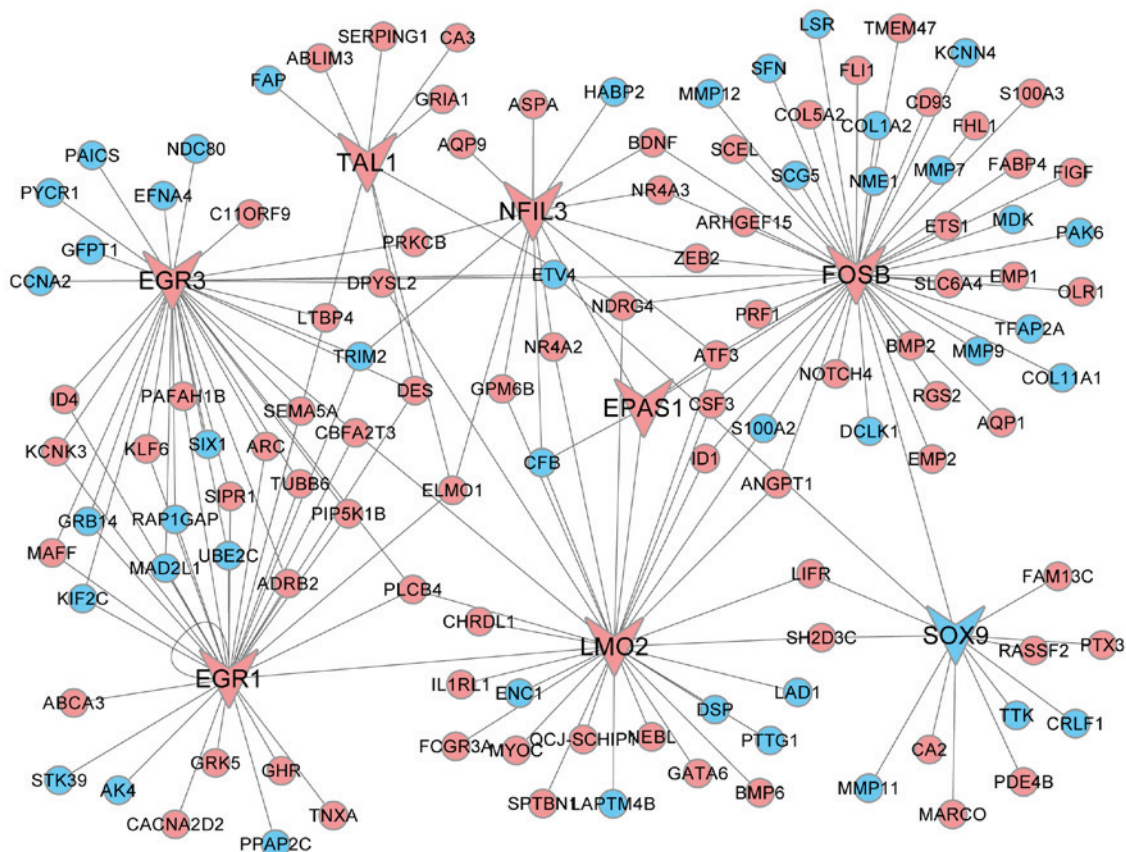 LSR
TMEM47
SERPING1
CA3
KCNN4
ABLIM3
SFN
FLI1
FAP
HABP2
MMP12
S100A3
GRIA1
ASPA
CD93
COL5A2
COL1A2
FHL1
NDC80
AQP9
BDNF
SCEL
PAICS
TAL1
MMP7
FABP4
SCG5
NME1
FIGF
PYCR1
EFNA4
NR4A3
C11ORF9
NFIL3
ARHGEF15
MDK
ETS1
PAK6
GFPT1
PRKCB
ZEB2
CCNA2
EGR3
DPYSL2
ETV4
FOSB
SLC6A4
EMP1
OLR1
NDRG4
LTBP4
PRF1
TFAP2A
BMP2
TRIM2
NR4A2
ATF3
MMP9
NOTCH4
COL11A1
GPM6B
DES
RGS2
ID4
PAFAH1B
SEMA5A
EPAS1
CSF3
AQP1
S100A2
DCLK1
CBFA2T3
KCNK3
KLF6
SIX1
ARC
CFB
ID1
EMP2
TUBB6
ELMO1
ANGPT1
SIPR1
PIP5K1B
GRB14
RAP1GAP
MAFF
UBE2C
MAD2L1
LIFR
FAM13C
ADRB2
PLCB4
KIF2C
CHRDL1
LMO2
SH2D3C
SOX9
PTX3
RASSF2
EGR1
IL1RL1
ENC1
LAD1
ABCA3
DSP
TTK
CRLF1
QCJ-SCHIP1
NEBL
PTTG1
FCGR3A
MYOC
CA2
GRK5
GHR
GATA6
PDE4B
STK39
AK4
BMP6
MMP11
SPTBN1
LAPTM4B
TNXA
MARCO
CACNA2D2
PPAP2C